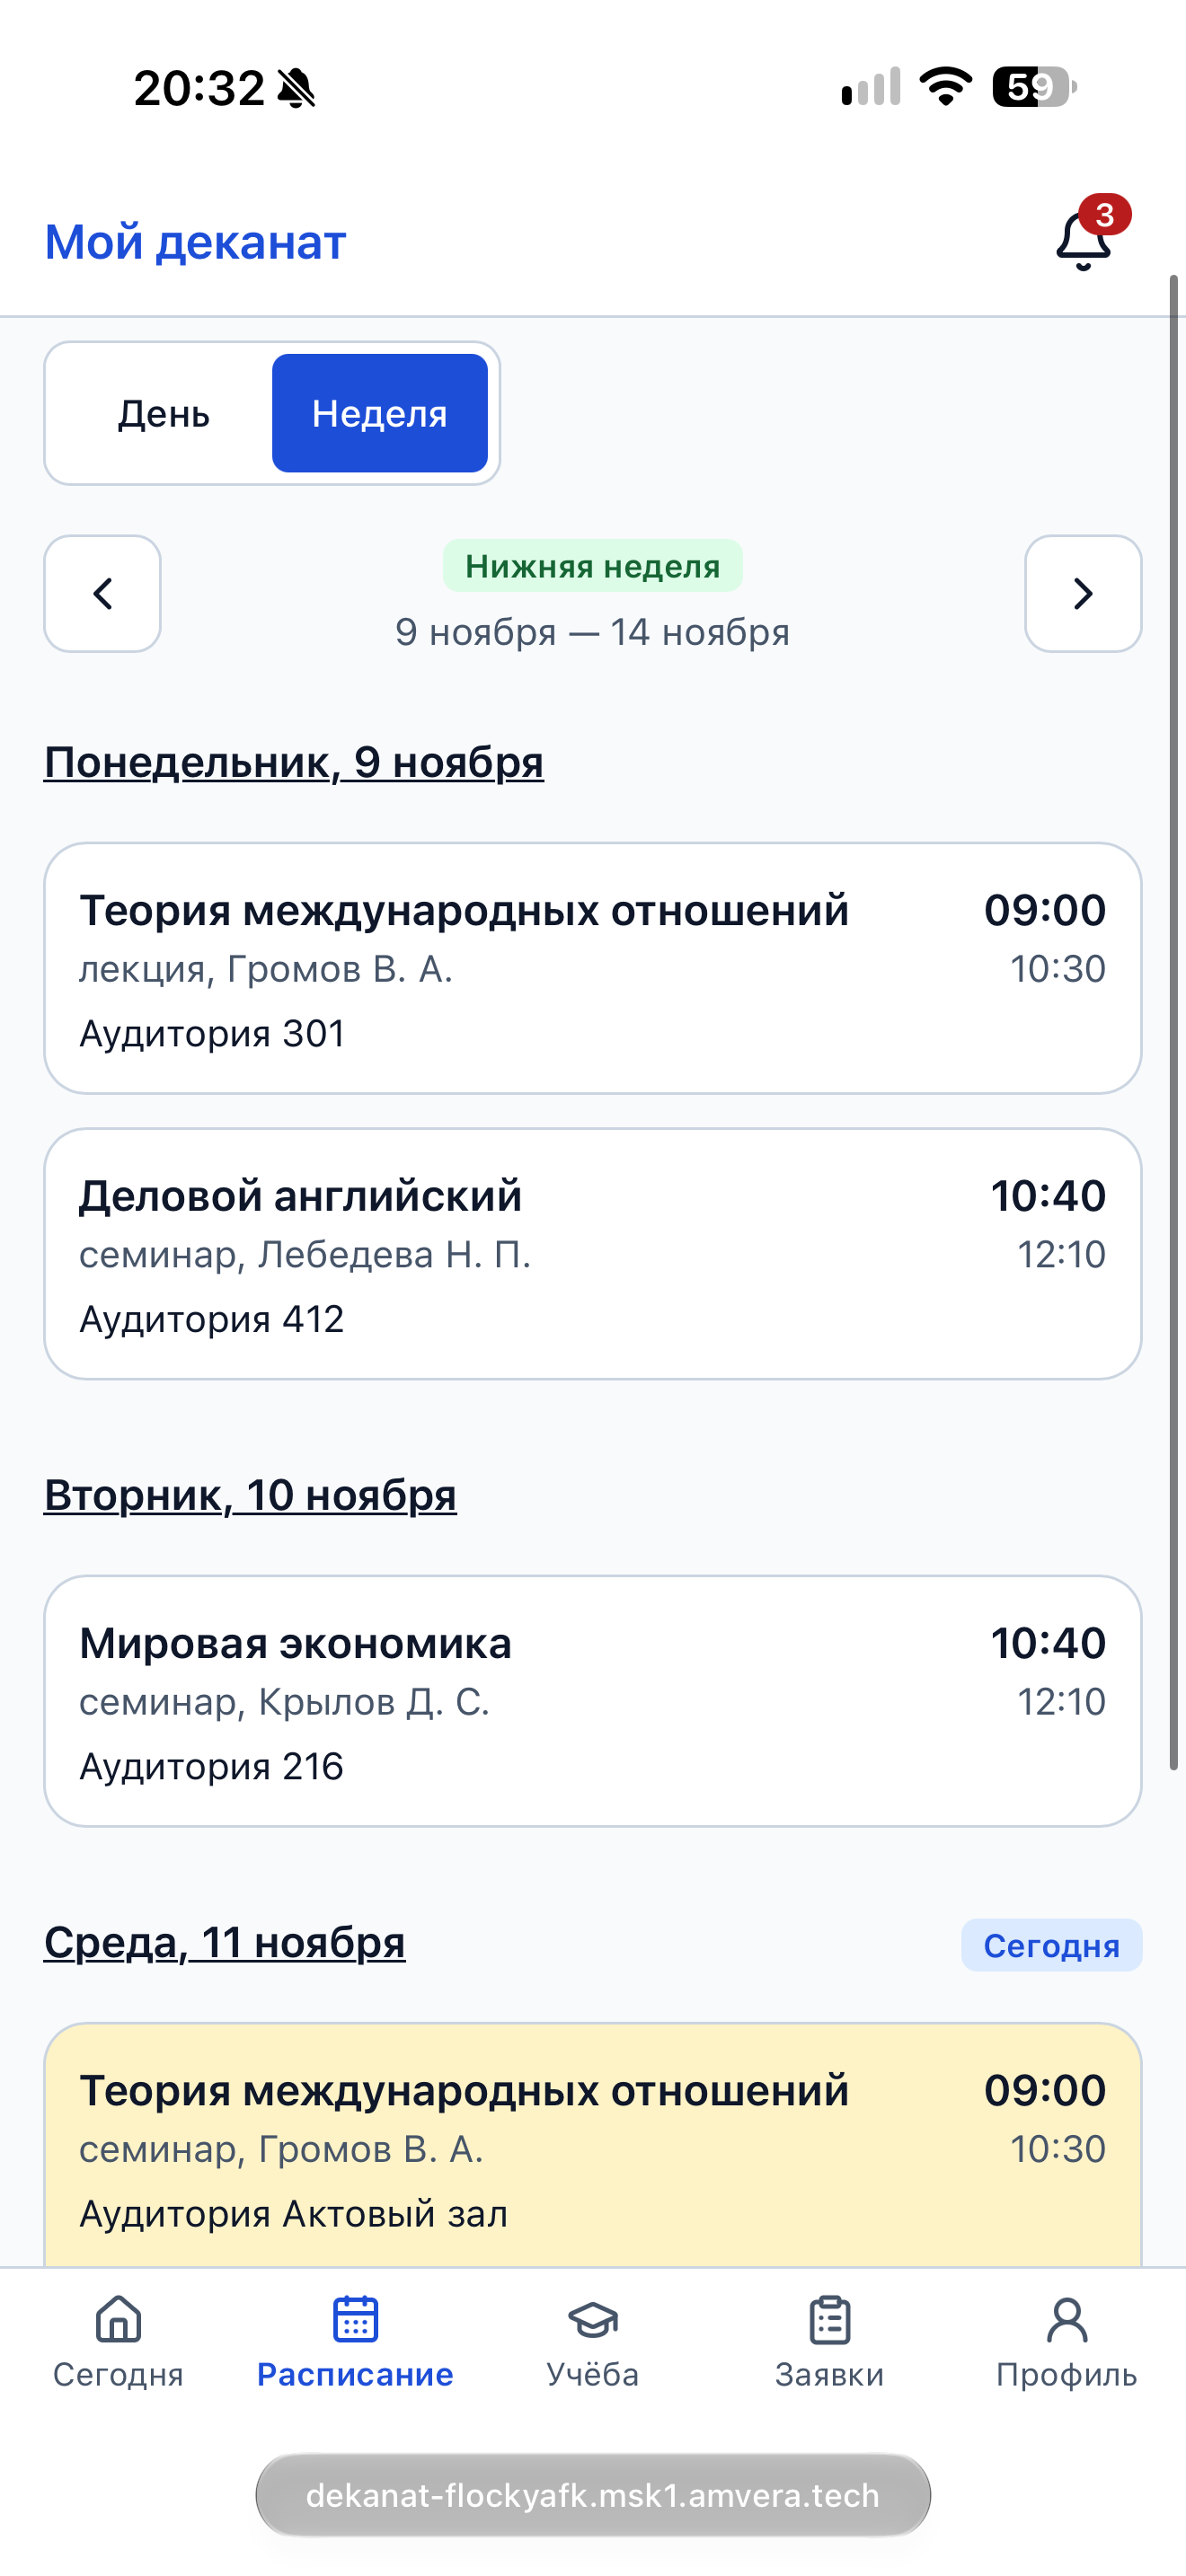 20:32
59
Мой деканат
3
День
Неделя
Нижняя неделя
9 ноября — 14 ноября
Понедельник, 9 ноября
Теория международных отношений 09:00
лекция, Громов В. А. 10:30
Аудитория 301
Деловой английский 10:40
семинар, Лебедева Н. П. 12:10
Аудитория 412
Вторник, 10 ноября
Мировая экономика 10:40
семинар, Крылов Д. С. 12:10
Аудитория 216
Среда, 11 ноября Сегодня
Теория международных отношений 09:00
семинар, Громов В. А. 10:30
Аудитория Актовый зал
Сегодня Расписание Учёба Заявки Профиль
dekanat-flockyafk.msk1.amvera.tech